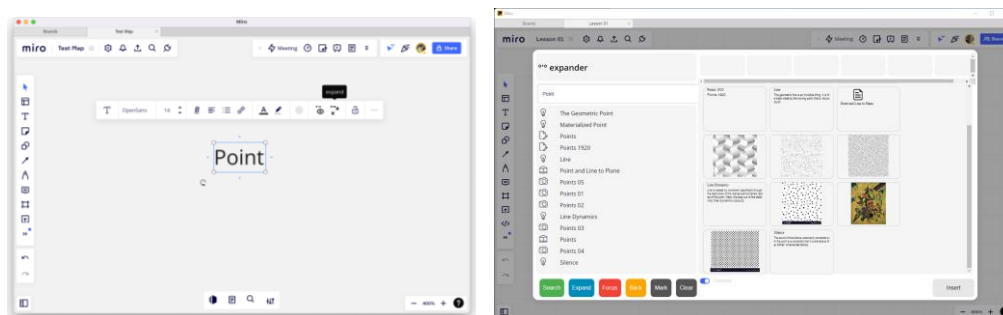 Miro
Boards
Test Map
miro
Test Map
Meeting
Share
expand
OpenSans
14
Point
400%
Miro
Boards
Lesson 01
miro
Lesson 01
Meeting
Share
expander
Point
The Geometric Point
Materialized Point
Points
Points 1920
Line
Point and Line to Plane
Points 05
Points 01
Points 02
Line Dynamics
Points 03
Points
Points 04
Silence
Points 1920
Line
Point and Line to Plane
Line Dynamics
Silence
Search
Expand
Focus
Back
Mark
Clear
Insert
400%